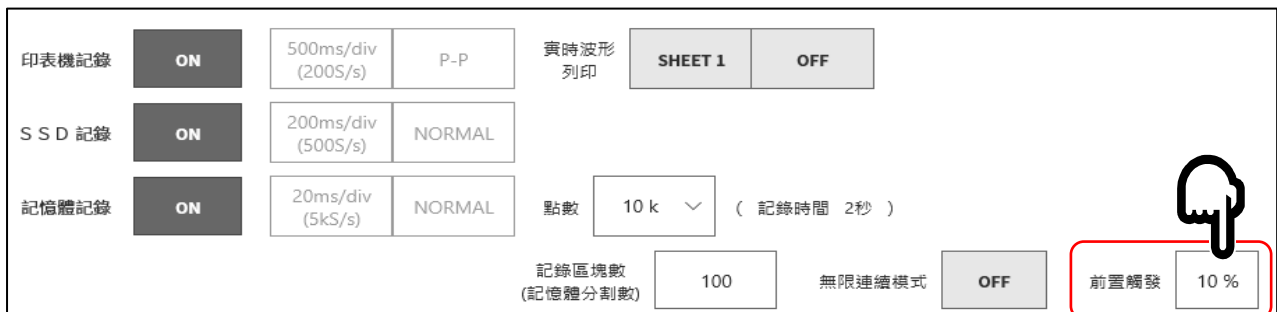 印表機記錄 ON 500ms/div (200S/s) P-P 實時波形列印 SHEET 1 OFF
ＳＳＤ 記錄 ON 200ms/div (500S/s) NORMAL
記憶體記錄 ON 20ms/div (5kS/s) NORMAL 點數 10 k ( 記錄時間 2秒 )
記錄區塊數 (記憶體分割數) 100 無限連續模式 OFF 前置觸發 10 %